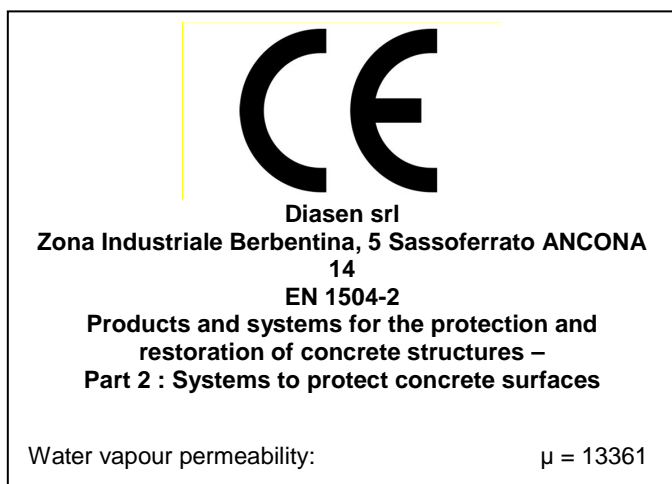 CE
Diasen srl
Zona Industriale Berbentina, 5 Sassoferrato ANCONA
14
EN 1504-2
Products and systems for the protection and
restoration of concrete structures –
Part 2 : Systems to protect concrete surfaces
Water vapour permeability: µ = 13361